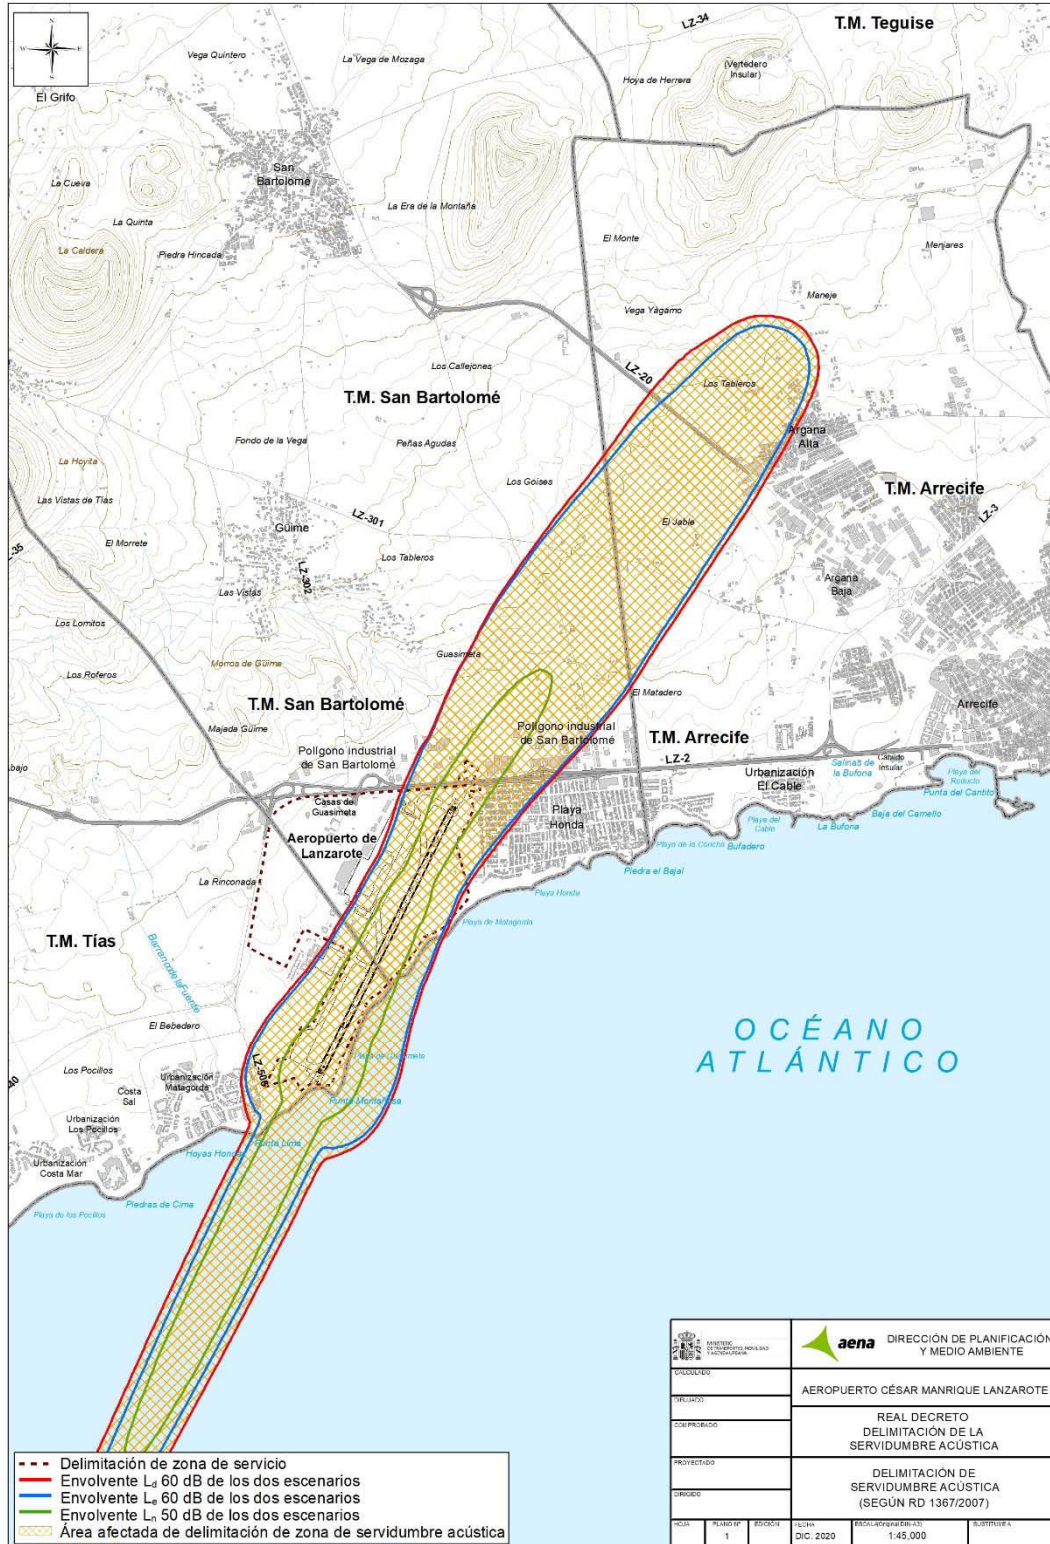 N
W
E
S
El Grifo
Vega Quintero
La Vega de Mozaga
LZ-34
T.M. Teguise
(Vertedero
Insular)
Hoya de Herrera
San
Bartolomé
La Cueva
La Quinta
La Era de la Montaña
La Caldera
Piedra Hincada
El Monte
Menjares
Maneje
Vega Yágamo
Los Callejones
LZ-20
Los Tableros
T.M. San Bartolomé
Argana
Alta
Fondo de la Vega
Peñas Agudas
La Hoyita
Los Goises
T.M. Arrecife
Las Vistas de Tías
LZ-301
LZ-3
Güime
El Jable
El Morrete
Los Tableros
LZ-302
Argana
Baja
Las Vistas
Los Lomitos
Guasimeta
Morros de Güime
Los Roferos
El Matadero
T.M. San Bartolomé
Arrecife
Majada Güime
Polígono industrial
de San Bartolomé
T.M. Arrecife
Polígono industrial
de San Bartolomé
LZ-2
Salinas de
la Bufona
Cabildo
Insular
Urbanización
El Cable
Playa del
Reducto
Punta del Cantito
Casas de
Guasimeta
Playa
Honda
Playa del
Cable
La Bufona
Baja del Camello
Aeropuerto de
Lanzarote
Playa de la Concha
Bufadero
Piedra el Bajal
La Rinconada
Playa Honda
Playa de Matagorda
T.M. Tías
Barranco de la Fuente
El Bebedero
OCÉANO
ATLÁNTICO
Los Pocillos
LZ-505
Urbanización
Matagorda
Costa
Sal
Punta Montañosa
Urbanización
Los Pocillos
Punta Lima
Hoyas Hondas
Urbanización
Costa Mar
Piedras de Cima
Playa de los Pocillos
Delimitación de zona de servicio
Envolvente Ld 60 dB de los dos escenarios
Envolvente Le 60 dB de los dos escenarios
Envolvente Ln 50 dB de los dos escenarios
Área afectada de delimitación de zona de servidumbre acústica
MINISTERIO
DE TRANSPORTES, MOVILIDAD
Y AGENDA URBANA
aena
DIRECCIÓN DE PLANIFICACIÓN
Y MEDIO AMBIENTE
CALCULADO
AEROPUERTO CÉSAR MANRIQUE LANZAROTE
DIBUJADO
COMPROBADO
REAL DECRETO
DELIMITACIÓN DE LA
SERVIDUMBRE ACÚSTICA
PROYECTADO
DELIMITACIÓN DE
SERVIDUMBRE ACÚSTICA
(SEGÚN RD 1367/2007)
DIRIGIDO
HOJA
PLANO Nº
1
EDICIÓN
FECHA
DIC. 2020
ESCALA (Original DIN-A3)
1:45,000
SUSTITUYE A